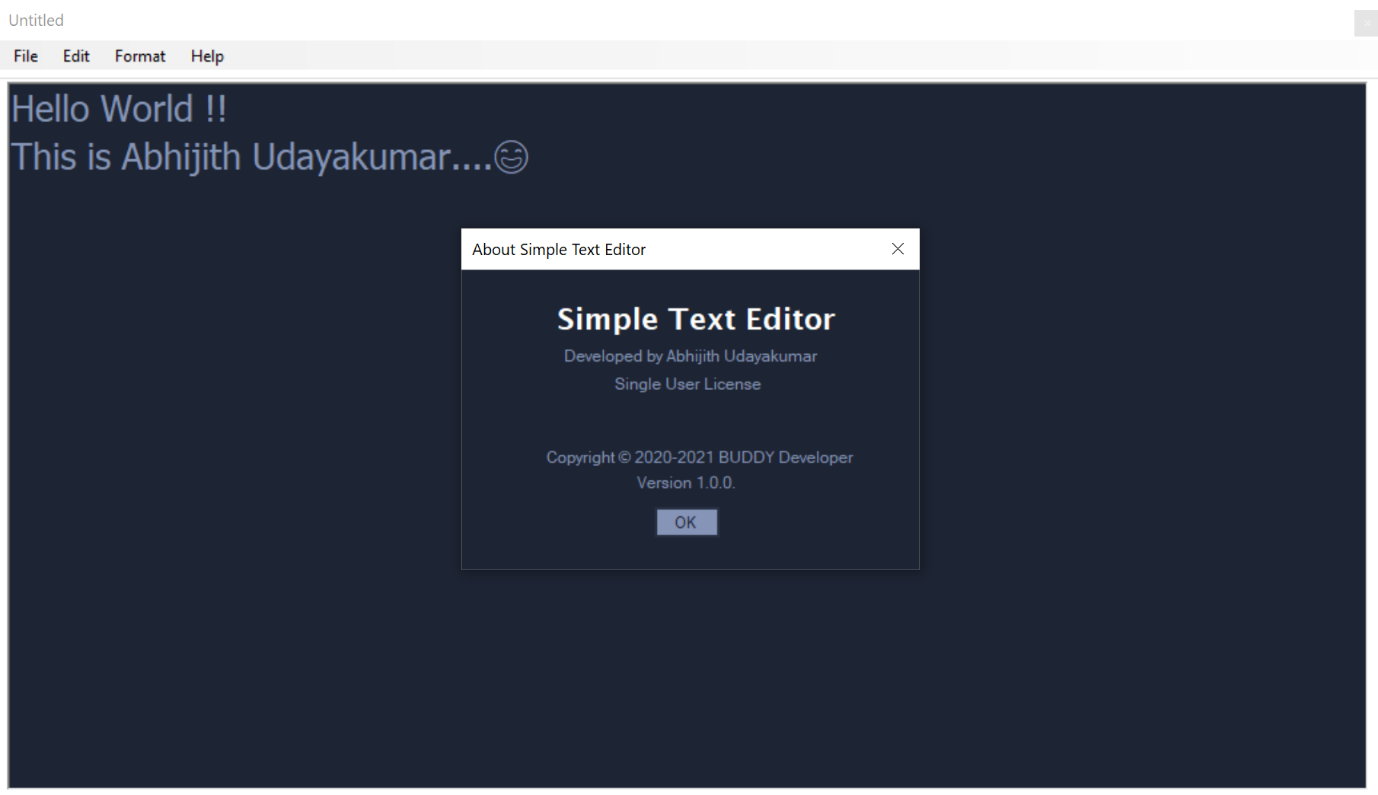 Untitled
File Edit Format Help
Hello World !!
This is Abhijith Udayakumar....😄
About Simple Text Editor
Simple Text Editor
Developed by Abhijith Udayakumar
Single User License
Copyright © 2020-2021 BUDDY Developer
Version 1.0.0.
OK